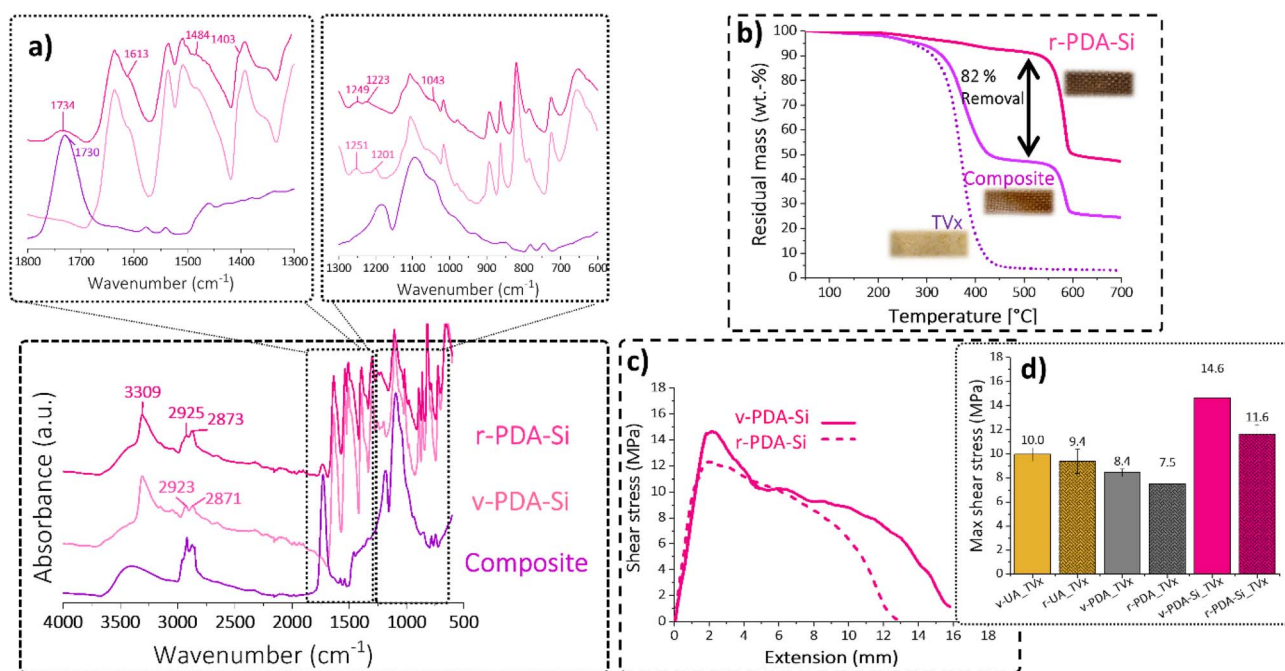 a)
1734
1613
1484
1403
1730
1800 1700 1600 1500 1400 1300
Wavenumber (cm-1)
1249
1223
1043
1251
1201
1300 1200 1100 1000 900 800 700 600
Wavenumber (cm-1)
3309
2925
2873
r-PDA-Si
2923
2871
v-PDA-Si
Composite
Absorbance (a.u.)
4000 3500 3000 2500 2000 1500 1000 500
Wavenumber (cm-1)
b)
r-PDA-Si
82 %
Removal
Composite
TVx
Residual mass (wt.-%)
100
90
80
70
60
50
40
30
20
10
0
100 200 300 400 500 600 700
Temperature [°C]
c)
v-PDA-Si
r-PDA-Si
Shear stress (MPa)
18
16
14
12
10
8
6
4
2
0
0 2 4 6 8 10 12 14 16 18
Extension (mm)
d)
Max shear stress (MPa)
16
14
12
10
8
6
4
2
0
10.0
9.4
8.4
7.5
14.6
11.6
v-UA_TVx
r-UA_TVx
v-PDA_TVx
r-PDA_TVx
v-PDA-Si_TVx
r-PDA-Si_TVx